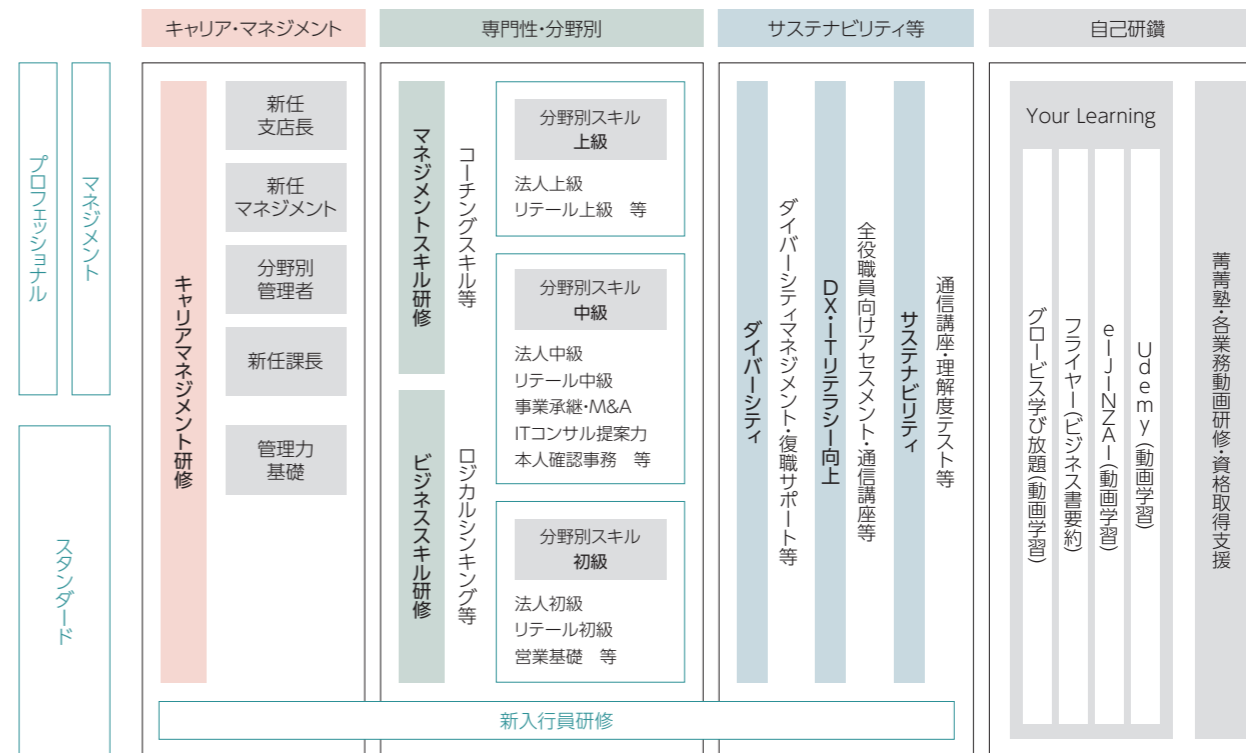 キャリア・マネジメント
専門性・分野別
サステナビリティ等
自己研鑽
プロフェッショナル
マネジメント
スタンダード
キャリアマネジメント研修
新任
支店長
新任
マネジメント
分野別
管理者
新任課長
管理力
基礎
マネジメントスキル研修
コーチングスキル等
ビジネススキル研修
ロジカルシンキング等
分野別スキル
上級
法人上級
リテール上級　等
分野別スキル
中級
法人中級
リテール中級
事業承継・M&A
ITコンサル提案力
本人確認事務　等
分野別スキル
初級
法人初級
リテール初級
営業基礎　等
ダイバーシティ
ダイバーシティマネジメント・復職サポート等
DX・ITリテラシー向上
全役職員向けアセスメント・通信講座等
サステナビリティ
通信講座・理解度テスト等
新入行員研修
Your Learning
グロービス学び放題(動画学習)
フライヤー(ビジネス書要約)
eーJINZAI(動画学習)
Udemy(動画学習)
菁菁塾・各業務動画研修・資格取得支援